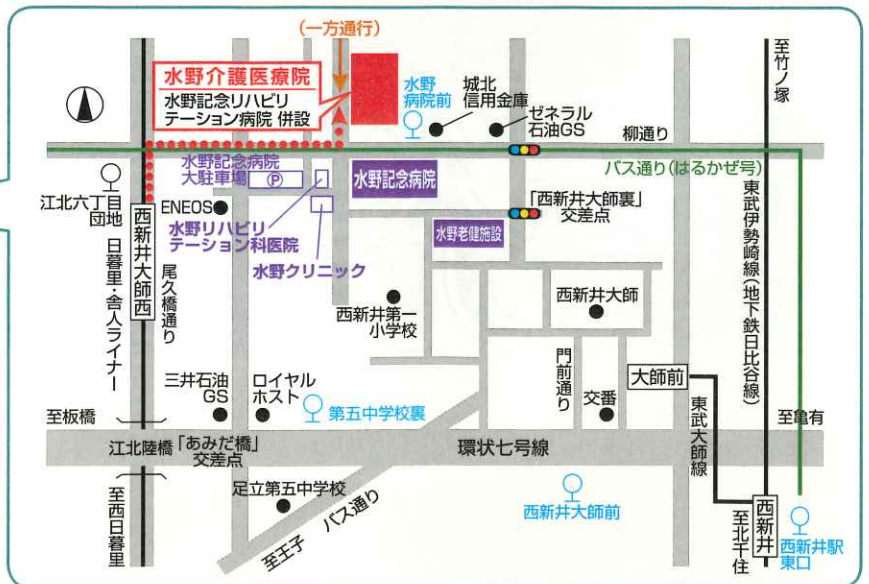 (一方通行)
水野介護医療院
水野記念リハビリ
テーション病院 併設
水野
病院前
城北
信用金庫
ゼネラル
石油GS
至竹ノ塚
柳通り
バス通り(はるかぜ号)
水野記念病院
大駐車場
P
水野記念病院
江北六丁目
団地
ENEOS
水野リハビリ
テーション科医院
水野クリニック
「西新井大師裏」
交差点
水野老健施設
西新井大師西
尾久橋通り
日暮里・舎人ライナー
西新井第一
小学校
西新井大師
東武伊勢崎線(地下鉄日比谷線)
三井石油
GS
ロイヤル
ホスト
第五中学校裏
門前通り
交番
大師前
東武大師線
至板橋
至亀有
江北陸橋
「あみだ橋」
交差点
環状七号線
足立第五中学校
バス通り
至王子
西新井大師前
至西日暮里
西新井
至北千住
西新井駅
東口